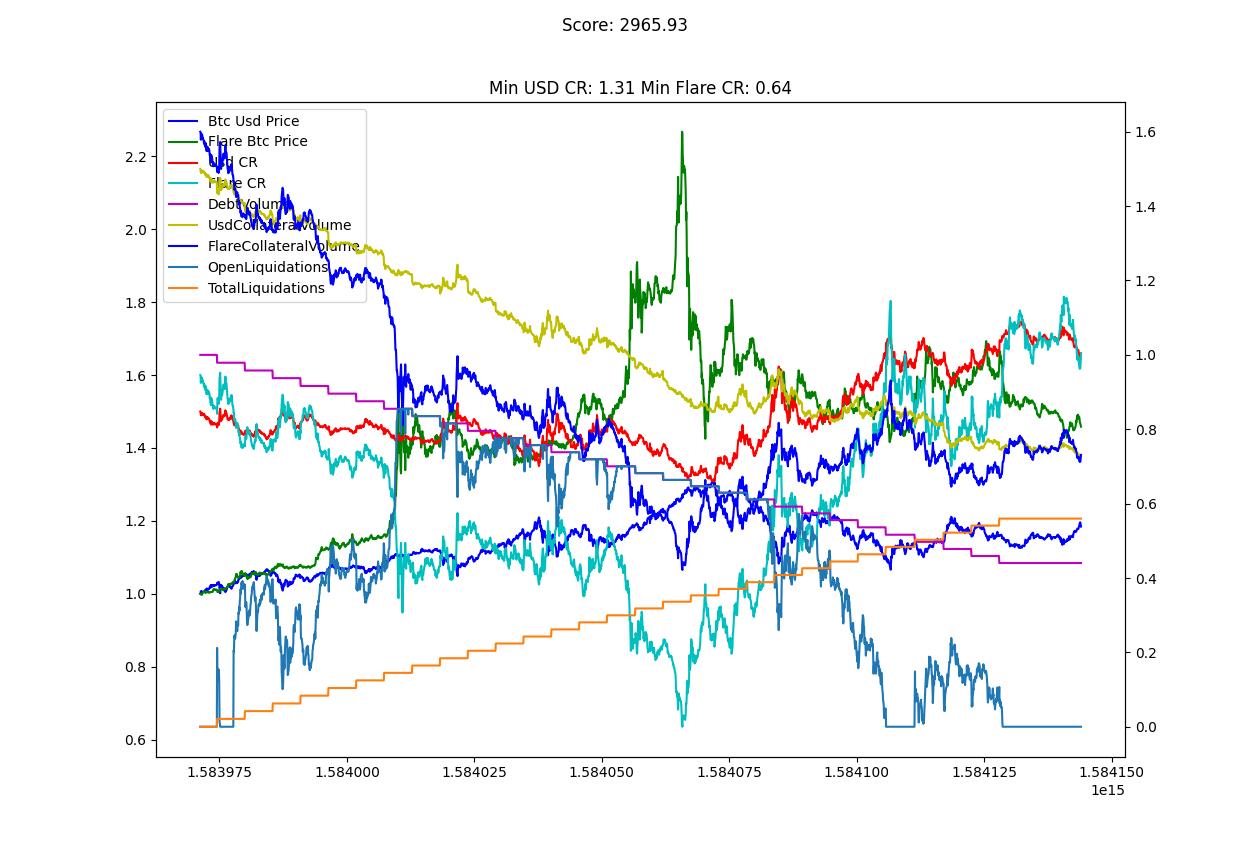 Score: 2965.93
Min USD CR: 1.31 Min Flare CR: 0.64
Btc Usd Price
Flare Btc Price
Usd CR
Flare CR
DebtVolume
UsdCollateralVolume
FlareCollateralVolume
OpenLiquidations
TotalLiquidations
2.2
2.0
1.8
1.6
1.4
1.2
1.0
0.8
0.6
1.6
1.4
1.2
1.0
0.8
0.6
0.4
0.2
0.0
1.583975 1.584000 1.584025 1.584050 1.584075 1.584100 1.584125 1.584150
1e15